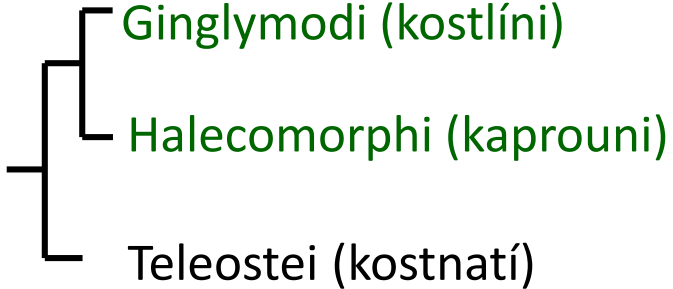 Ginglymodi (kostlíni)
Halecomorphi (kaprouni)
Teleostei (kostnatí)